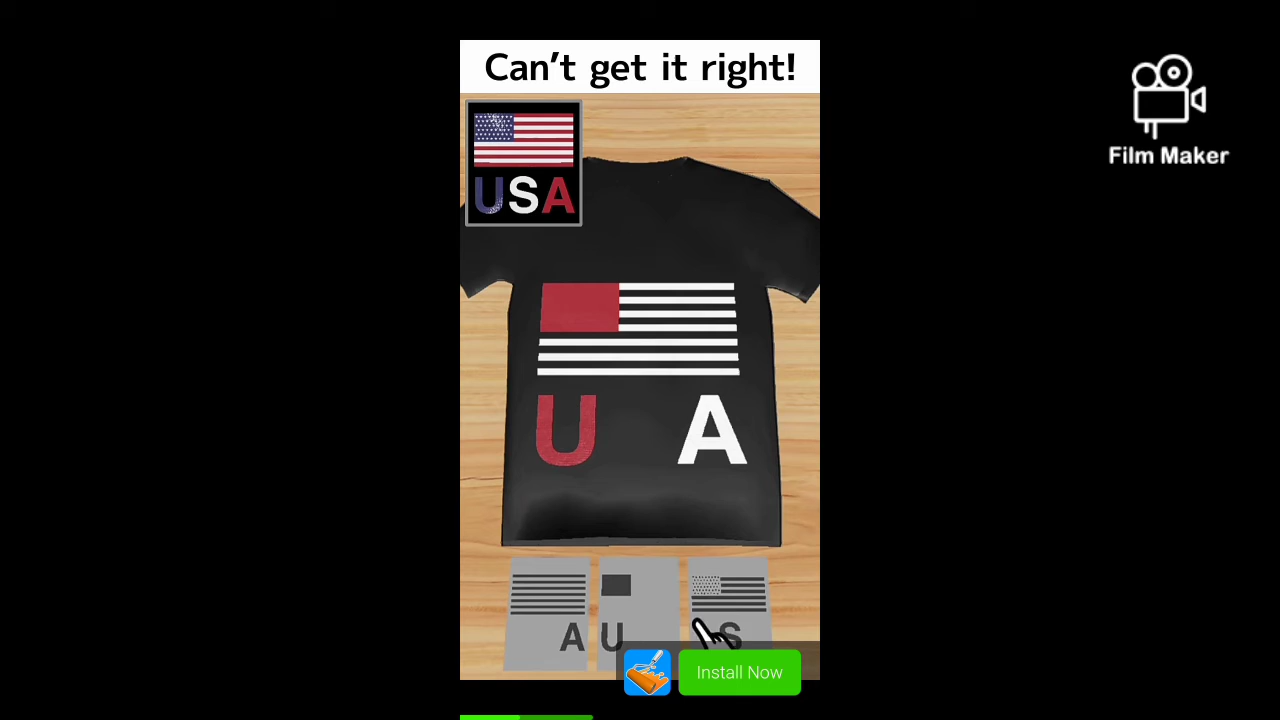 Can't get it right!
Film Maker
USA
U A
A
U
S
Install Now